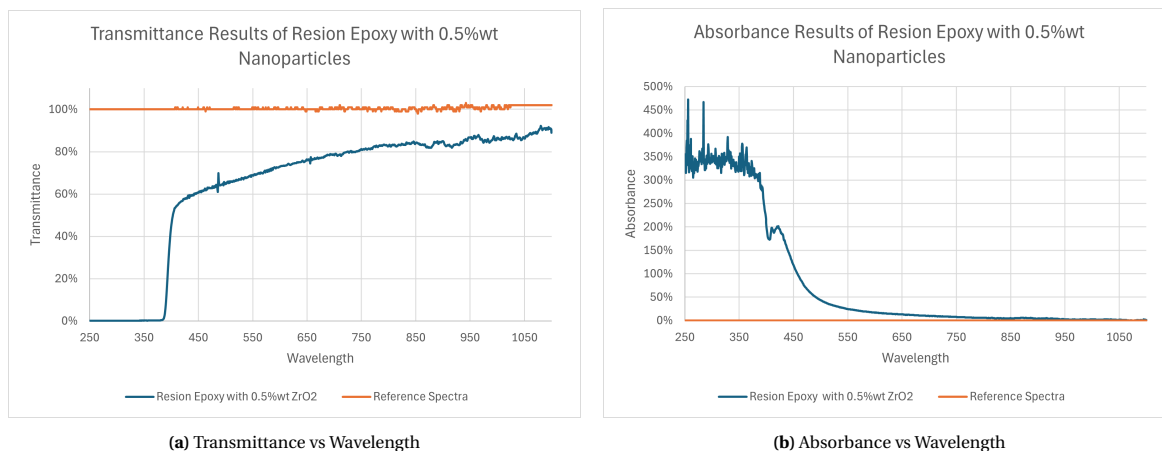 Transmittance Results of Resion Epoxy with 0.5%wt
Nanoparticles
100%
80%
60%
40%
20%
0%
Transmittance
250 350 450 550 650 750 850 950 1050
Wavelength
Resion Epoxy with 0.5%wt ZrO2 Reference Spectra
(a) Transmittance vs Wavelength
Absorbance Results of Resion Epoxy with 0.5%wt
Nanoparticles
500%
450%
400%
350%
300%
250%
200%
150%
100%
50%
0%
Absorbance
250 350 450 550 650 750 850 950 1050
Wavelength
Resion Epoxy with 0.5%wt ZrO2 Reference Spectra
(b) Absorbance vs Wavelength